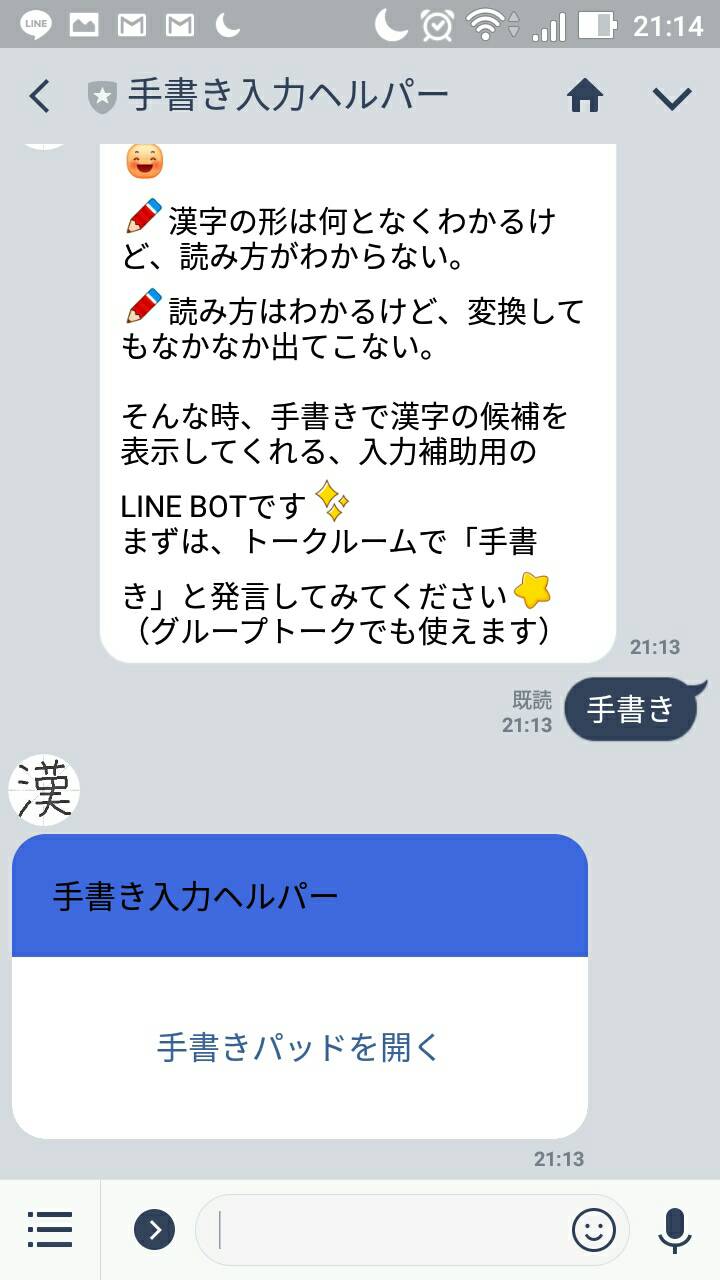 LINE
21:14
手書き入力ヘルパー
漢字の形は何となくわかるけ
ど、読み方がわからない。
読み方はわかるけど、変換して
もなかなか出てこない。
そんな時、手書きで漢字の候補を
表示してくれる、入力補助用の
LINE BOTです
まずは、トークルームで「手書
き」と発言してみてください
（グループトークでも使えます）
21:13
既読
21:13
手書き
漢
手書き入力ヘルパー
手書きパッドを開く
21:13